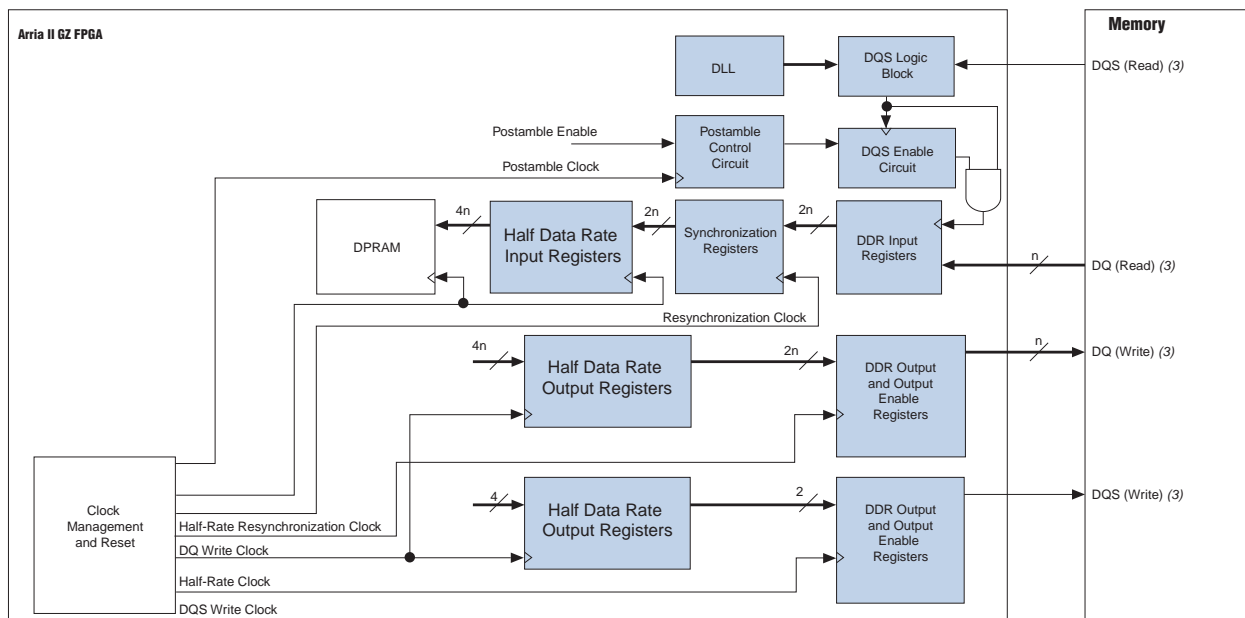 Arria II GZ FPGA
Memory
DLL
DQS Logic
Block
DQS (Read) (3)
Postamble Enable
Postamble
Control
Circuit
DQS Enable
Circuit
Postamble Clock
DPRAM
4n
Half Data Rate
Input Registers
2n
Synchronization
Registers
2n
DDR Input
Registers
n
DQ (Read) (3)
Resynchronization Clock
4n
Half Data Rate
Output Registers
2n
DDR Output
and Output
Enable
Registers
n
DQ (Write) (3)
Clock
Management
and Reset
4
Half Data Rate
Output Registers
2
DDR Output
and Output
Enable
Registers
DQS (Write) (3)
Half-Rate Resynchronization Clock
DQ Write Clock
Half-Rate Clock
DQS Write Clock